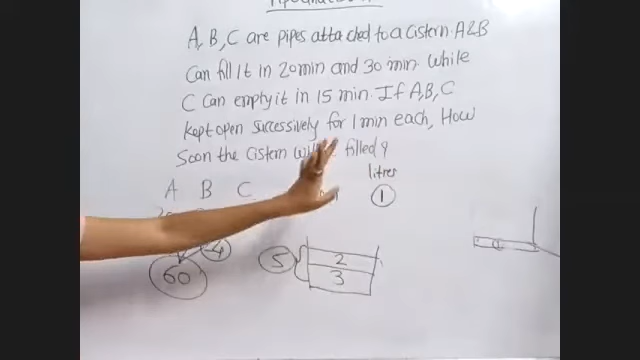 A, B, C are pipes attached to a Cistern. A & B
Can fill it in 20 min and 30 min. While
C Can empty it in 15 min. If A, B, C
Kept open successively for 1 min each, How
Soon the Cistern filled ?
litres
A B C
1
4
60
5
2
3